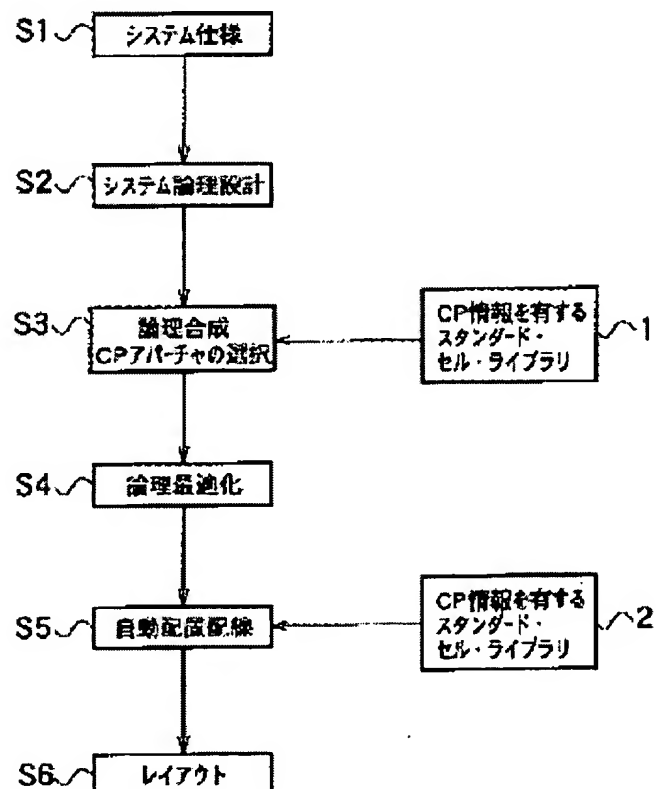 S1
システム仕様
S2
システム論理設計
S3
論理合成
CPアパーチャの選択
CP情報を有する
スタンダード・
セル・ライブラリ
1
S4
論理最適化
S5
自動配置配線
CP情報を有する
スタンダード・
セル・ライブラリ
2
S6
レイアウト